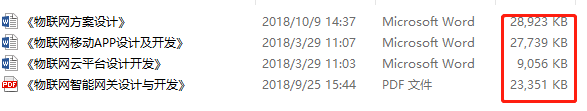 《物联网方案设计》 2018/10/9 14:37 Microsoft Word 28,923 KB
《物联网移动APP设计及开发》 2018/3/29 11:07 Microsoft Word 27,739 KB
《物联网云平台设计开发》 2018/3/29 11:03 Microsoft Word 9,056 KB
《物联网智能网关设计与开发》 2018/9/25 15:44 PDF 文件 23,351 KB